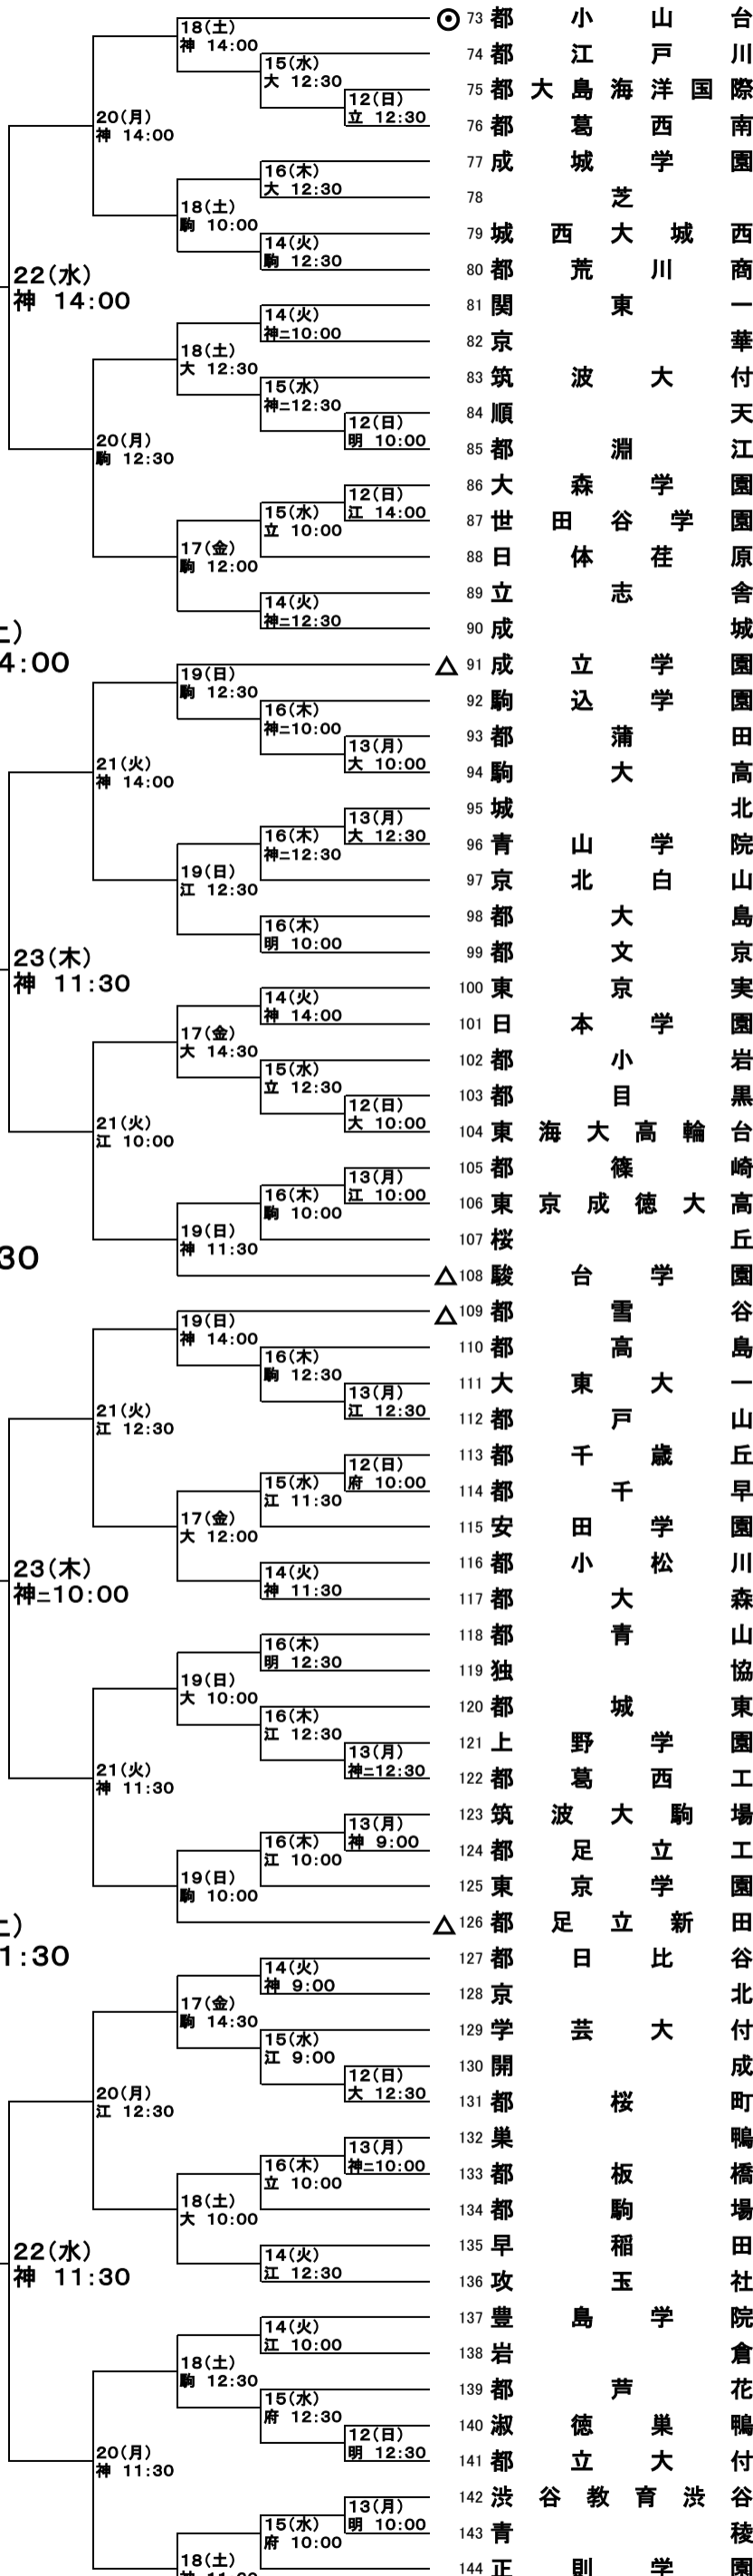 )
4:00
30
)
1:30
22(水)
神 14:00
23(木)
神 11:30
23(木)
神ニ10:00
22(水)
神 11:30
20(月)
神 14:00
20(月)
駒 12:30
21(火)
神 14:00
21(火)
江 10:00
21(火)
江 12:30
21(火)
神 11:30
20(月)
江 12:30
20(月)
神 11:30
18(土)
神 14:00
18(土)
駒 10:00
18(土)
大 12:30
17(金)
駒 12:00
19(日)
駒 12:30
19(日)
江 12:30
17(金)
大 14:30
19(日)
神 11:30
19(日)
神 14:00
17(金)
大 12:00
19(日)
大 10:00
19(日)
駒 10:00
17(金)
駒 14:30
18(土)
大 10:00
18(土)
駒 12:30
18(土)
15(水)
大 12:30
16(木)
大 12:30
14(火)
駒 12:30
14(火)
神ニ10:00
15(水)
神ニ12:30
15(水)
立 10:00
14(火)
神ニ12:30
16(木)
神ニ10:00
16(木)
神ニ12:30
16(木)
明 10:00
14(火)
神 14:00
15(水)
立 12:30
16(木)
駒 10:00
16(木)
駒 12:30
15(水)
江 11:30
14(火)
神 11:30
16(木)
明 12:30
16(木)
江 12:30
16(木)
江 10:00
14(火)
神 9:00
15(水)
江 9:00
16(木)
立 10:00
14(火)
江 12:30
14(火)
江 10:00
15(水)
府 12:30
15(水)
府 10:00
12(日)
立 12:30
12(日)
明 10:00
12(日)
江 14:00
13(月)
大 10:00
13(月)
大 12:30
12(日)
大 10:00
13(月)
江 10:00
13(月)
江 12:30
12(日)
府 10:00
13(月)
神ニ12:30
13(月)
神 9:00
12(日)
大 12:30
13(月)
神ニ10:00
12(日)
明 12:30
13(月)
明 10:00
◎ 73 都小山台
74 都江戸川
75 都大島海洋国際
76 都葛西南
77 成城学園
78 芝
79 城西大城西
80 都荒川商
81 関東一
82 京華
83 筑波大付
84 順天
85 都淵江
86 大森学園
87 世田谷学園
88 日体荏原
89 立志舎
90 成城
△ 91 成立学園
92 駒込学園
93 都蒲田
94 駒大高
95 城北
96 青山学院
97 京北白山
98 都大島
99 都文京
100 東京実
101 日本学園
102 都小岩
103 都目黒
104 東海大高輪台
105 都篠崎
106 東京成徳大高
107 桜丘
△ 108 駿台学園
△ 109 都雪谷
110 都高島
111 大東大一
112 都戸山
113 都千歳丘
114 都千早
115 安田学園
116 都小松川
117 都大森
118 都青山
119 独協
120 都城東
121 上野学園
122 都葛西工
123 筑波大駒場
124 都足立工
125 東京学園
△ 126 都足立新田
127 都日比谷
128 京北
129 学芸大付
130 開成
131 都桜町
132 巣鴨
133 都板橋
134 都駒場
135 早稲田
136 攻玉社
137 豊島学院
138 岩倉
139 都芦花
140 淑徳巣鴨
141 都立大付
142 渋谷教育渋谷
143 青稜
144 正則学園